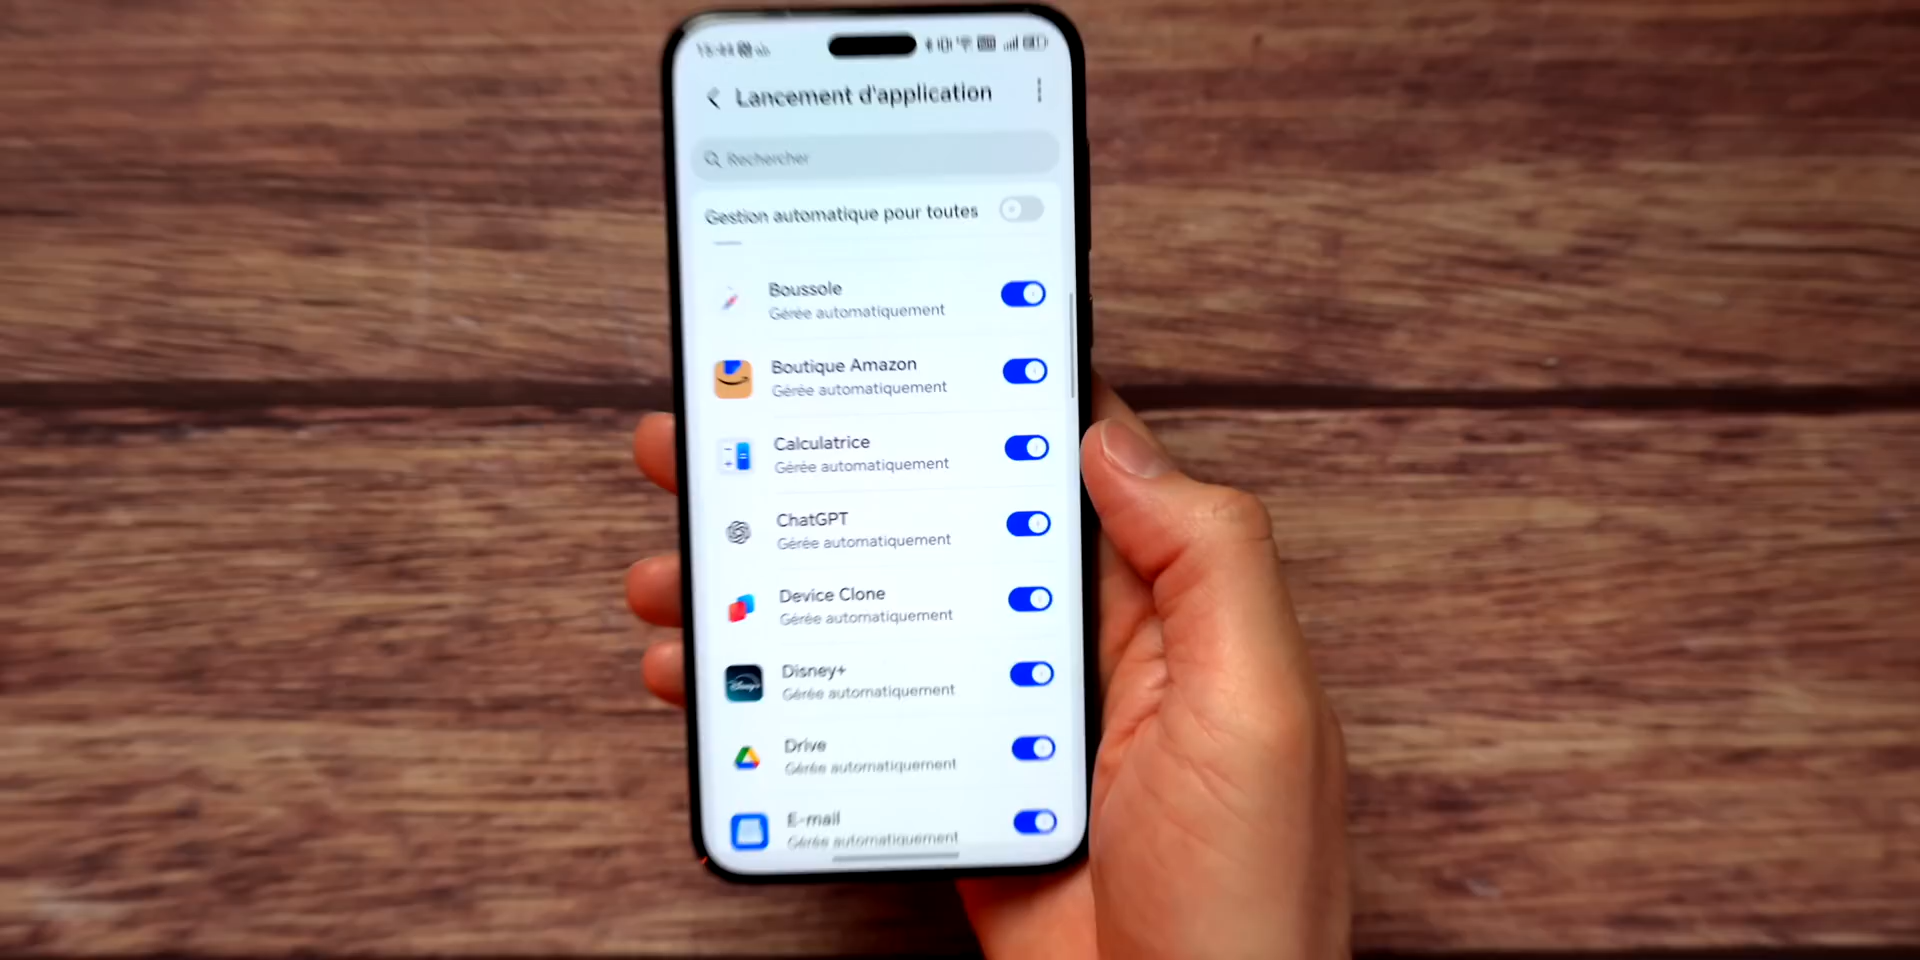 Lancement d'application
Rechercher
Gestion automatique pour toutes
Boussole
Gérée automatiquement
Boutique Amazon
Gérée automatiquement
Calculatrice
Gérée automatiquement
ChatGPT
Gérée automatiquement
Device Clone
Gérée automatiquement
Disney+
Disney+
Gérée automatiquement
Drive
Gérée automatiquement
E-mail
Gérée automatiquement